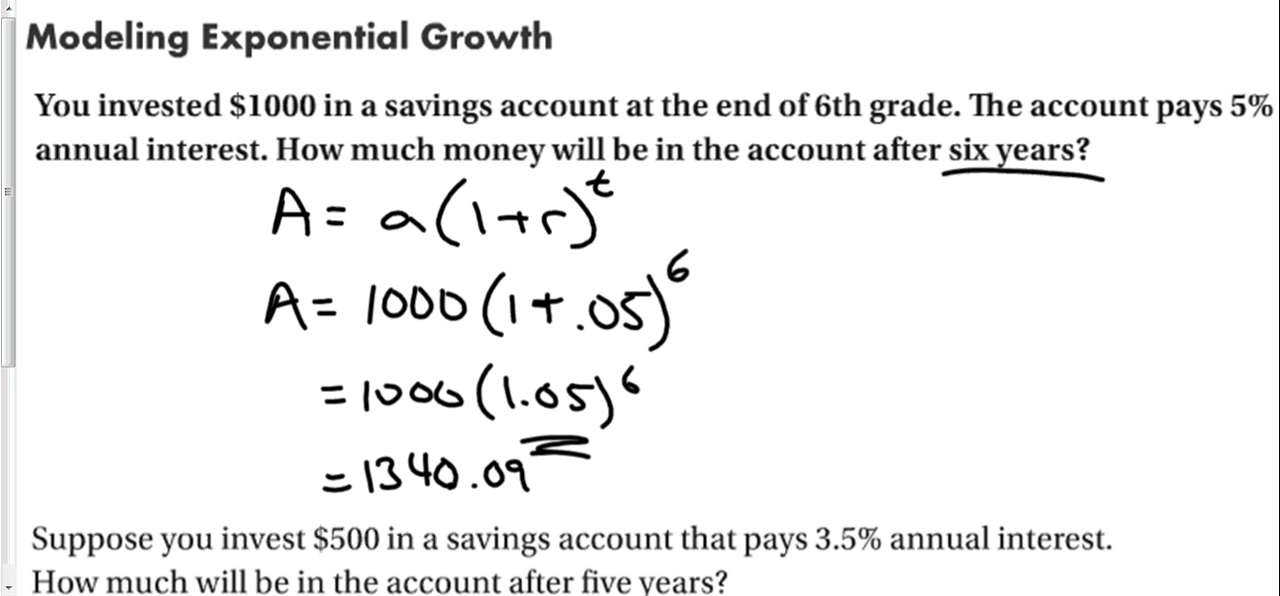 Modeling Exponential Growth
You invested $1000 in a savings account at the end of 6th grade. The account pays 5%
annual interest. How much money will be in the account after six years?
A = a(1+r)^t
A = 1000(1+.05)^6
=1000(1.05)^6
=1340.09
Suppose you invest $500 in a savings account that pays 3.5% annual interest.
How much will be in the account after five years?